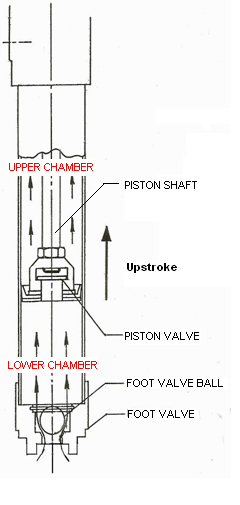 UPPER CHAMBER
PISTON SHAFT
Upstroke
PISTON VALVE
LOWER CHAMBER
FOOT VALVE BALL
FOOT VALVE